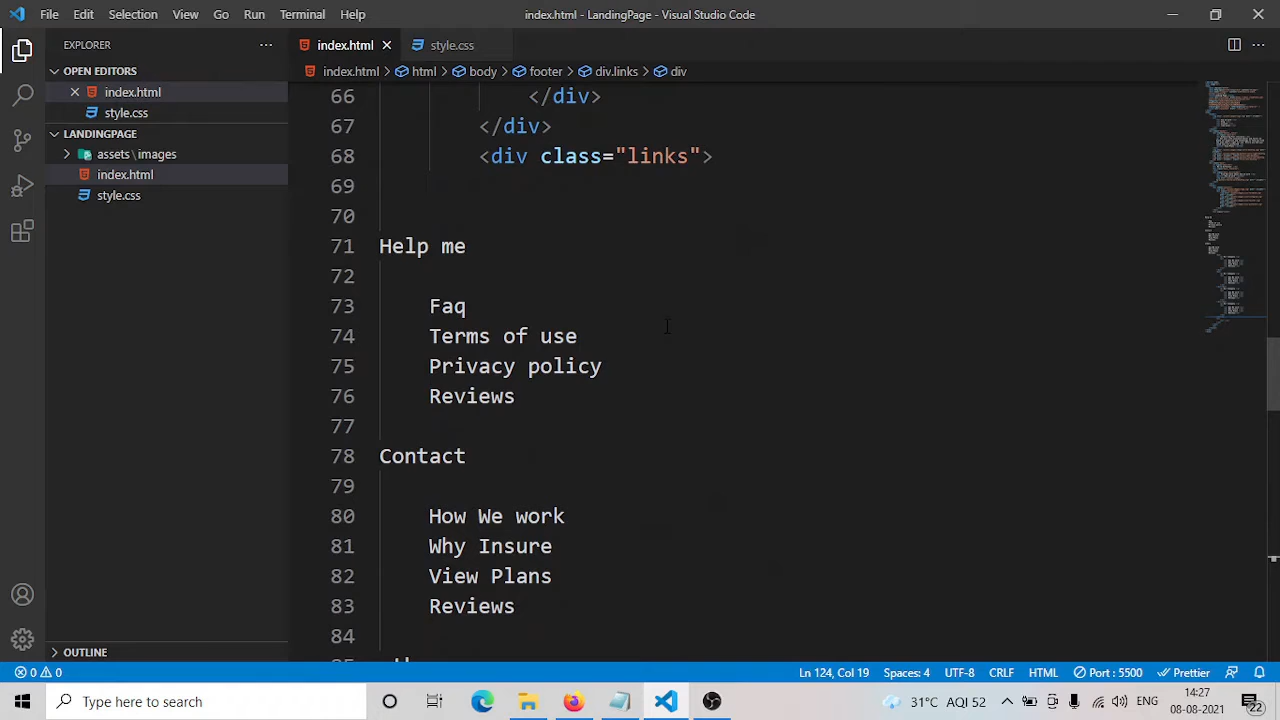 File Edit Selection View Go Run Terminal Help
index.html - LandingPage - Visual Studio Code
EXPLORER
OPEN EDITORS
index.html
style.css
LANDINGPAGE
assets\images
index.html
style.css
OUTLINE
index.html style.css
index.html html body footer div.links div
66 </div>
67 </div>
68 <div class="links">
69
70
71 Help me
72
73 Faq
74 Terms of use
75 Privacy policy
76 Reviews
77
78 Contact
79
80 How We work
81 Why Insure
82 View Plans
83 Reviews
84
0 0 Ln 124, Col 19 Spaces: 4 UTF-8 CRLF HTML Port : 5500 Prettier
Type here to search
31°C AQI 52
14:27
08-08-2021
22